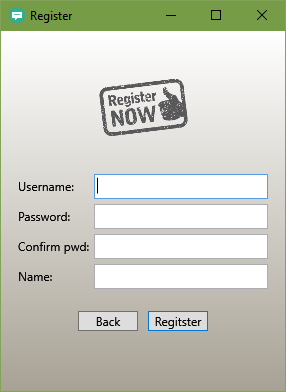 Register
Register
NOW
Username:
Password:
Confirm pwd:
Name:
Back
Regitster